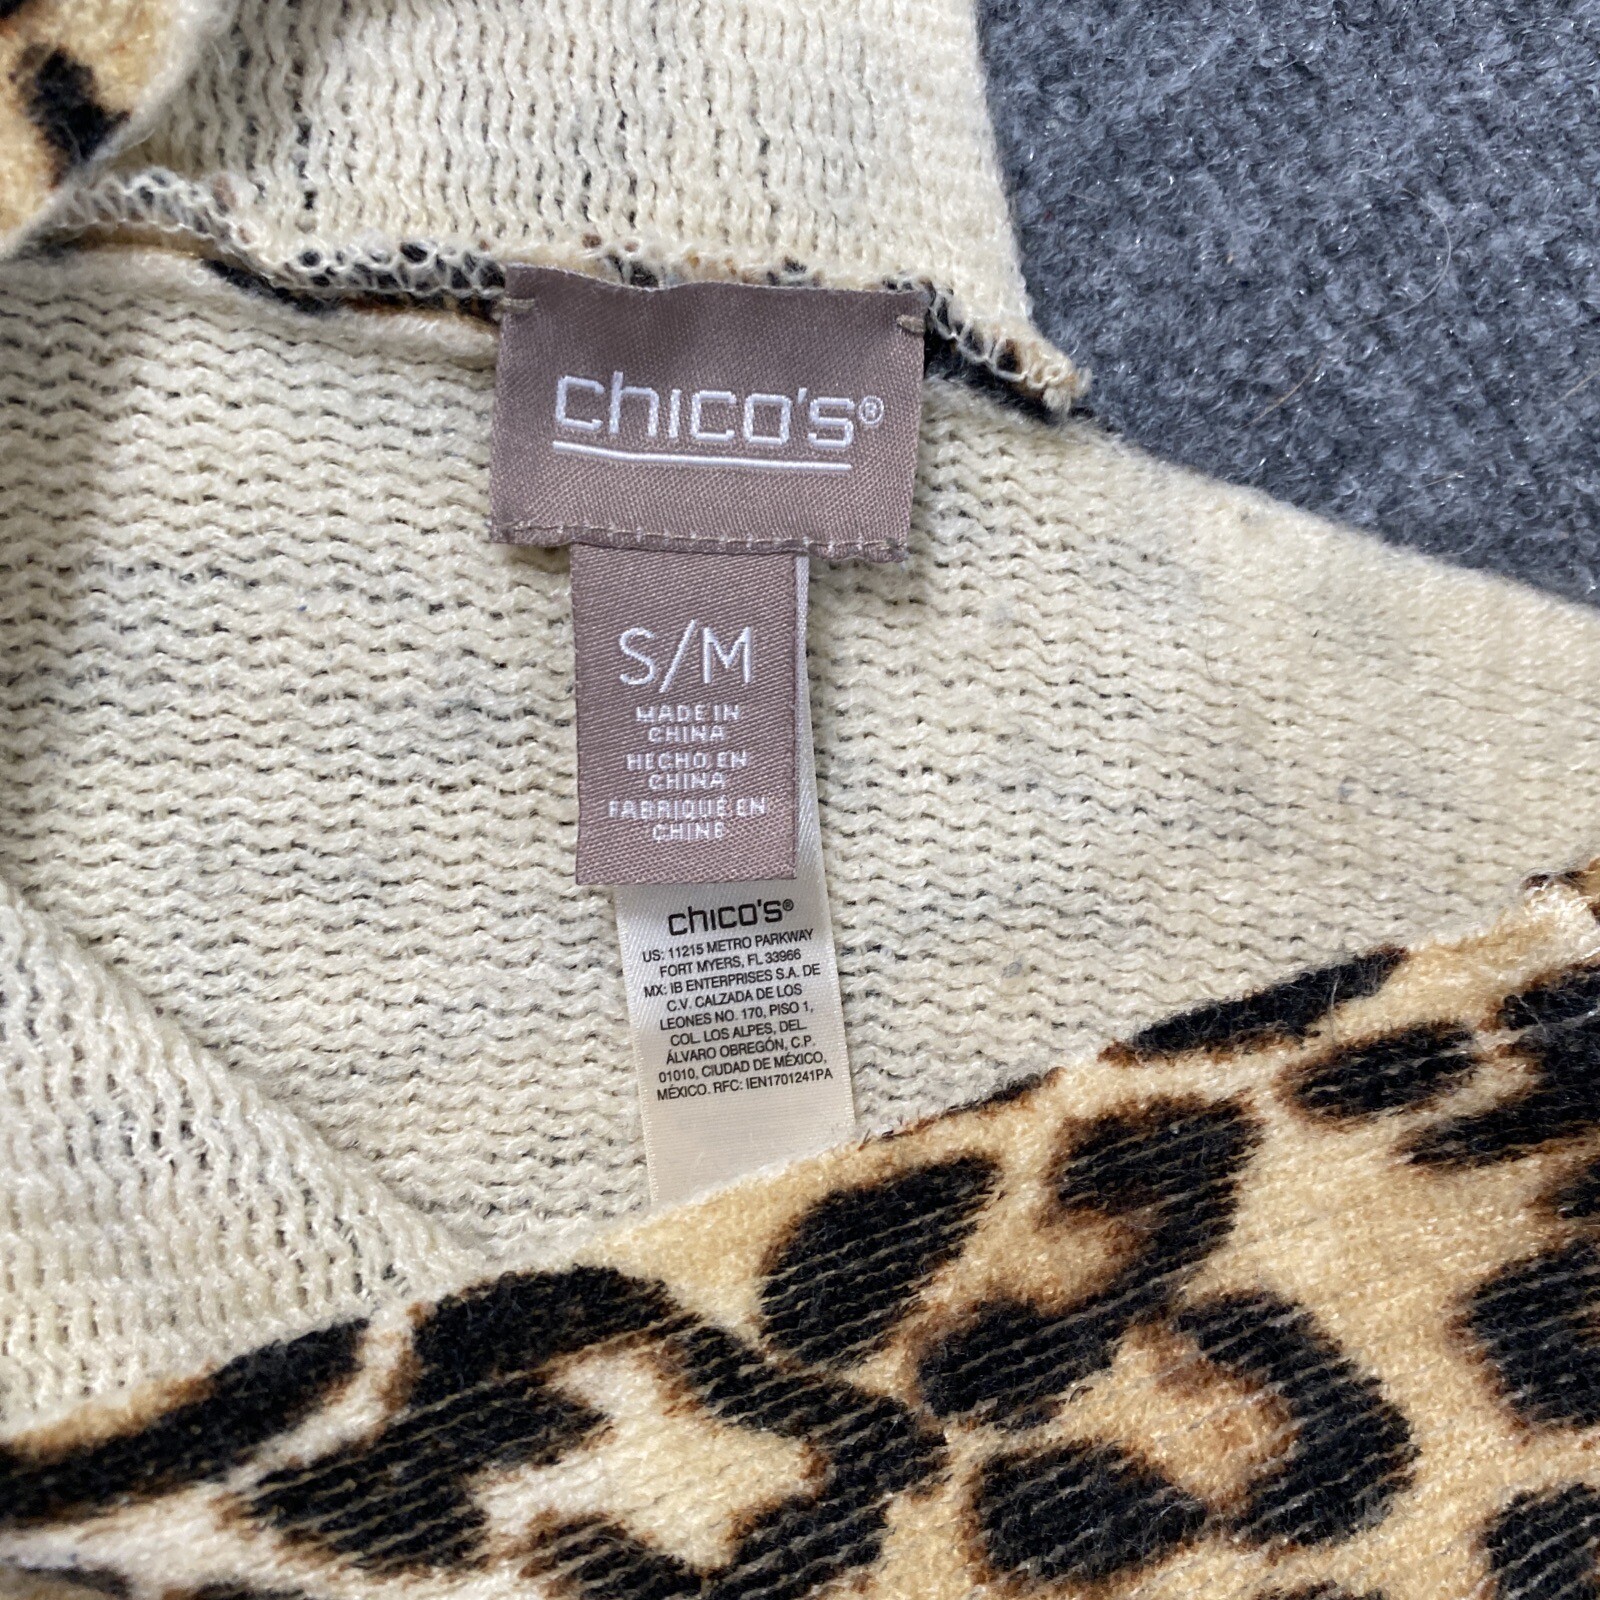 chico's®
S/M
MADE IN
CHINA
HECHO EN
CHINA
FABRIQUÉ EN
CHINE
chico's®
US: 11215 METRO PARKWAY
FORT MYERS, FL 33966
MX: IB ENTERPRISES S.A. DE
C.V. CALZADA DE LOS
LEONES NO. 170, PISO 1,
COL. LOS ALPES, DEL.
ÁLVARO OBREGÓN, C.P.
01010, CIUDAD DE MÉXICO,
MÉXICO. RFC: IEN1701241PA